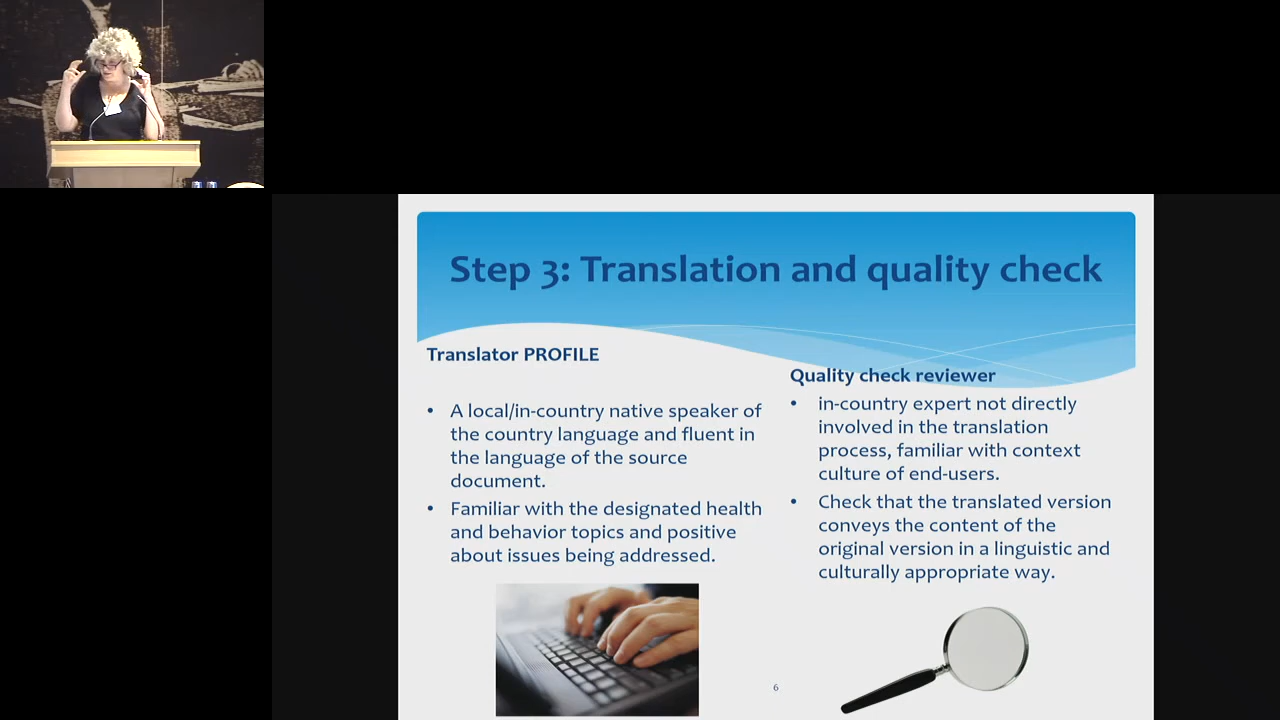 Step 3: Translation and quality check
Translator PROFILE
• A local/in-country native speaker of
the country language and fluent in
the language of the source
document.
• Familiar with the designated health
and behavior topics and positive
about issues being addressed.
Quality check reviewer
• in-country expert not directly
involved in the translation
process, familiar with context
culture of end-users.
• Check that the translated version
conveys the content of the
original version in a linguistic and
culturally appropriate way.
6